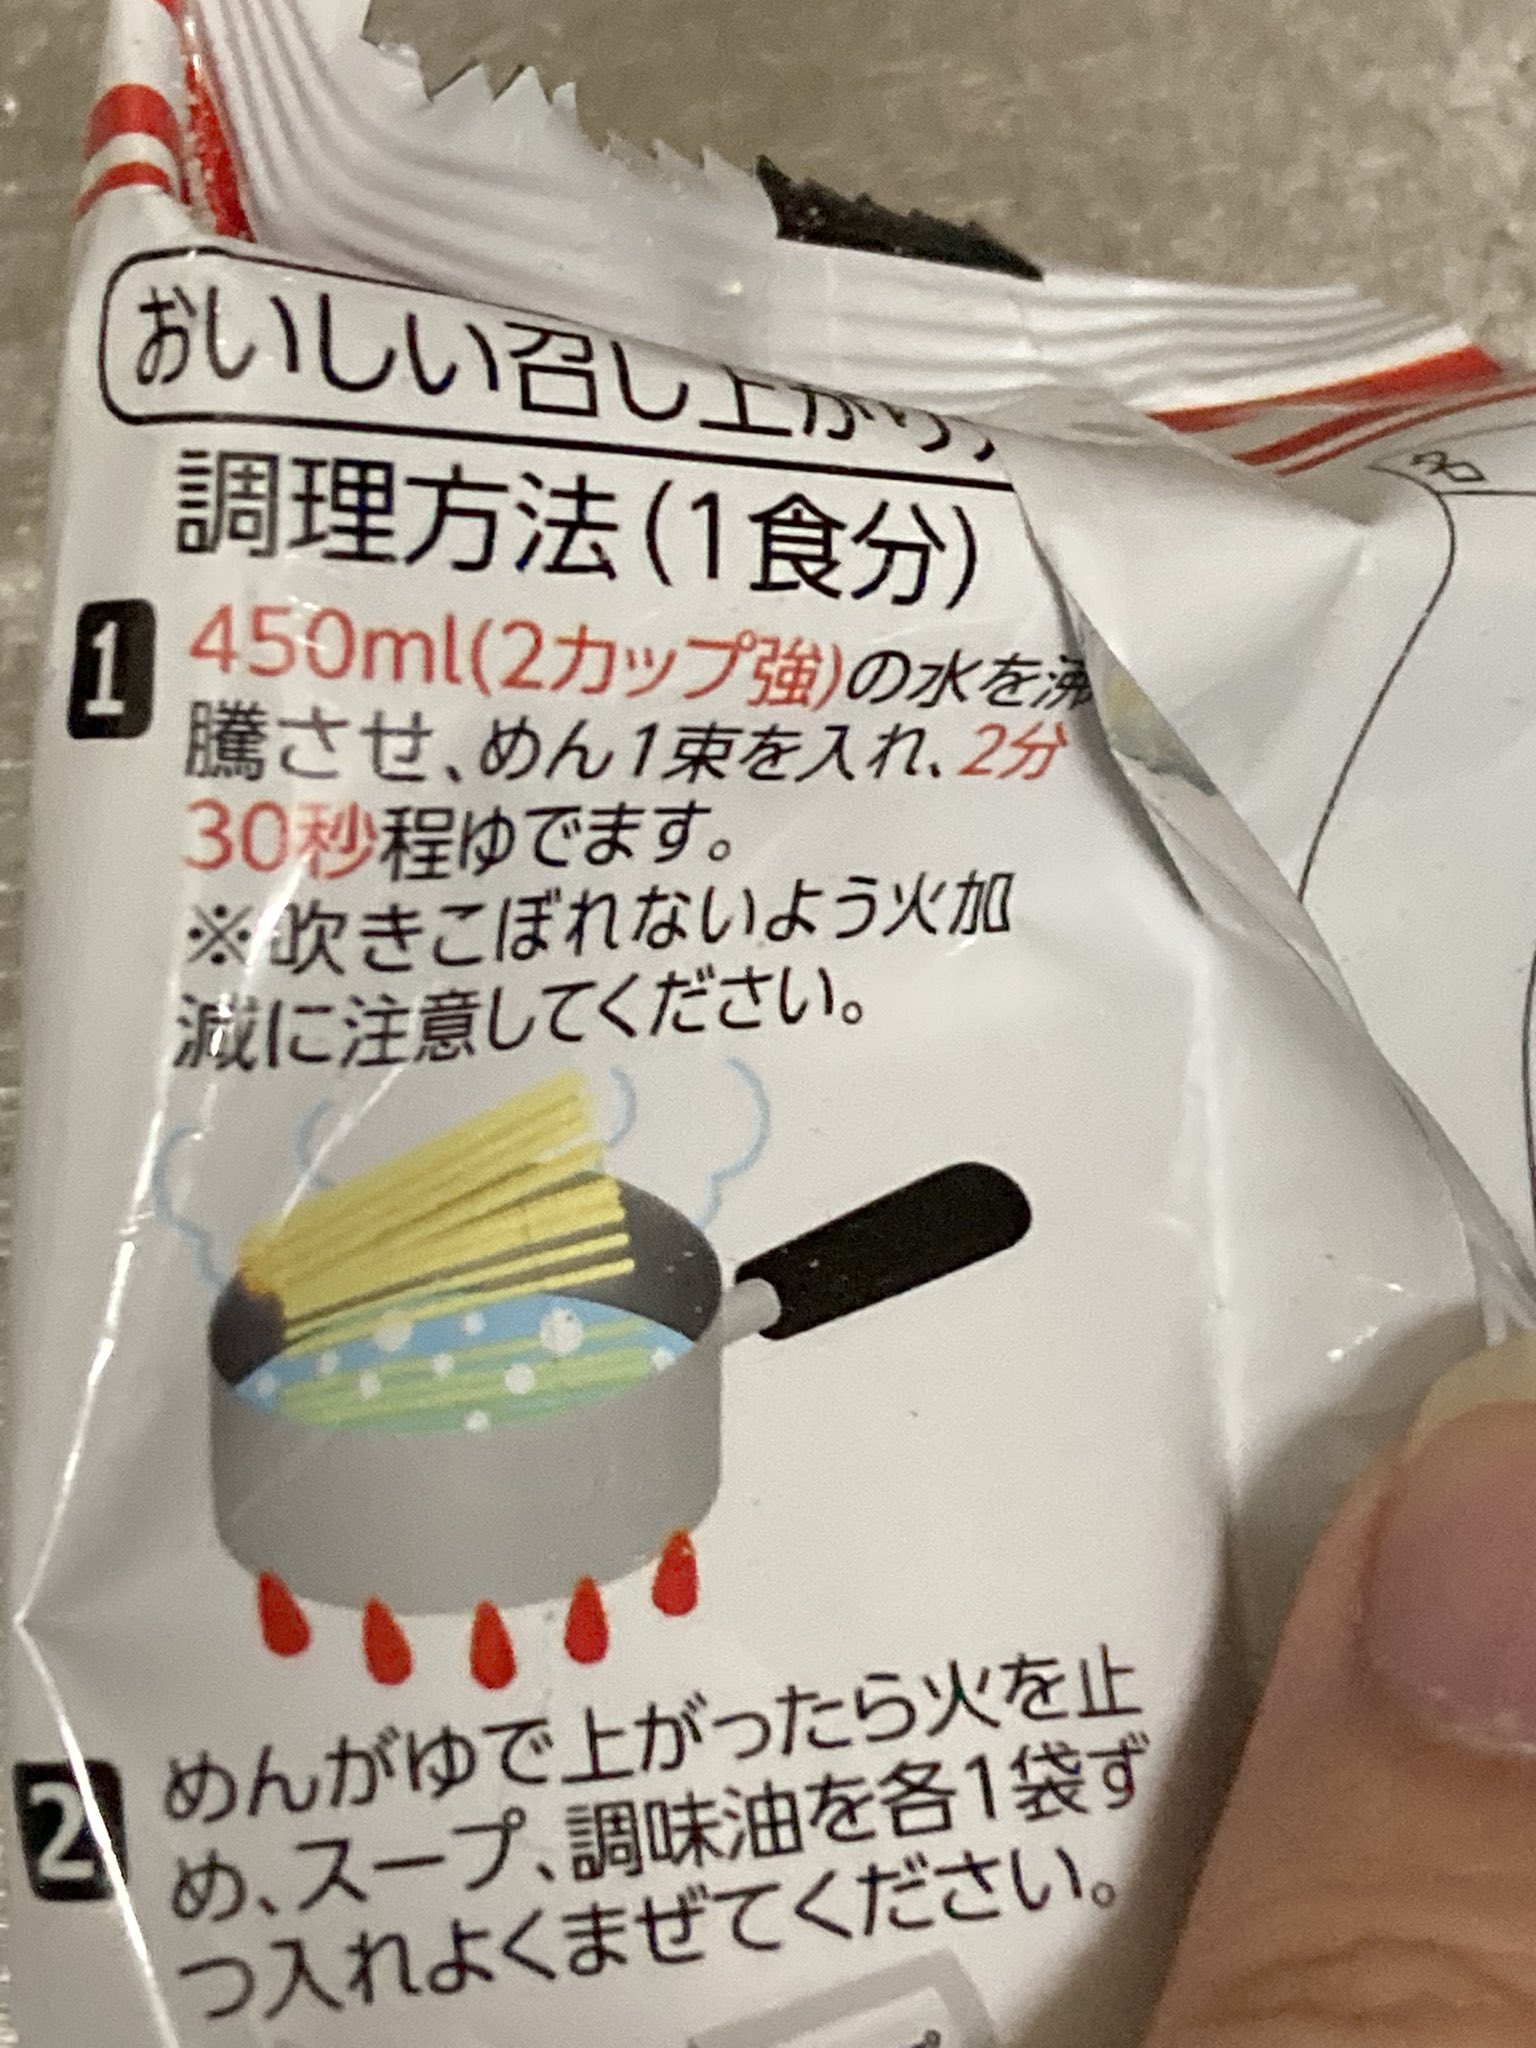 おいしい召し上がり方
調理方法(1食分)
1
450ml(2カップ強)の水を沸
騰させ、めん1束を入れ、2分
30秒程ゆでます。
※吹きこぼれないよう火加
減に注意してください。
2
めんがゆで上がったら火を止
め、スープ、調味油を各1袋ず
つ入れよくまぜてください。